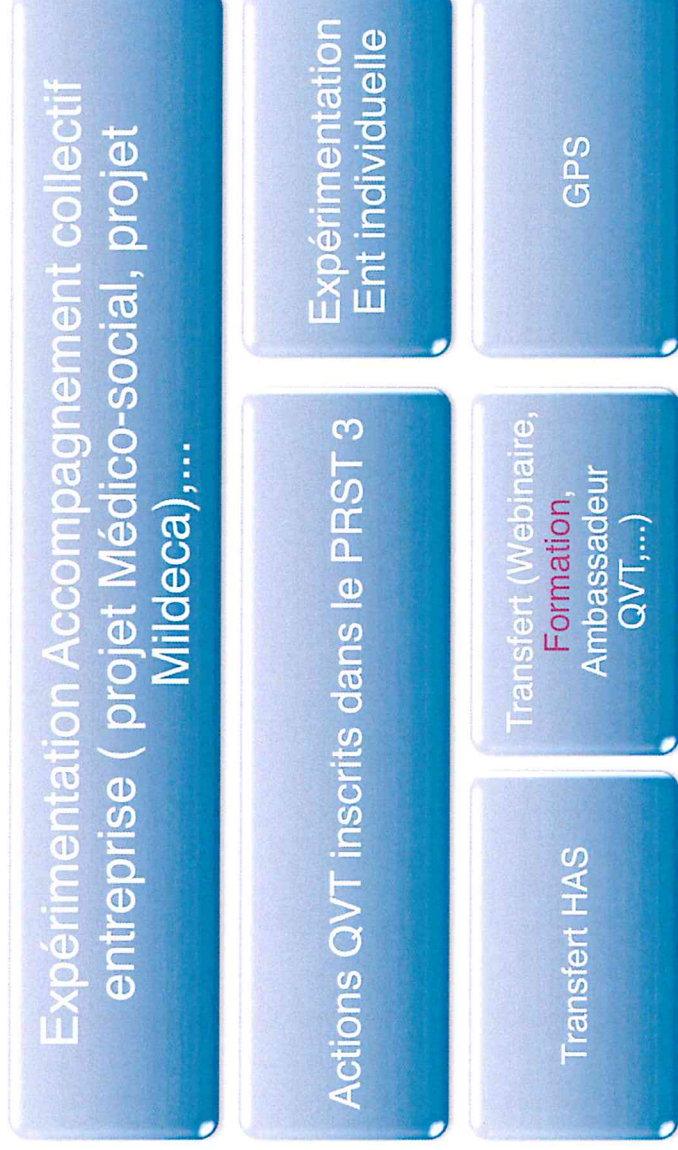 Expérimentation Accompagnement collectif
entreprise ( projet Médico-social, projet
Mildeca),...
Actions QVT inscrits dans le PRST 3
Expérimentation
Ent individuelle
Transfert HAS
Transfert (Webinaire,
Formation,
Ambassadeur
QVT,...)
GPS